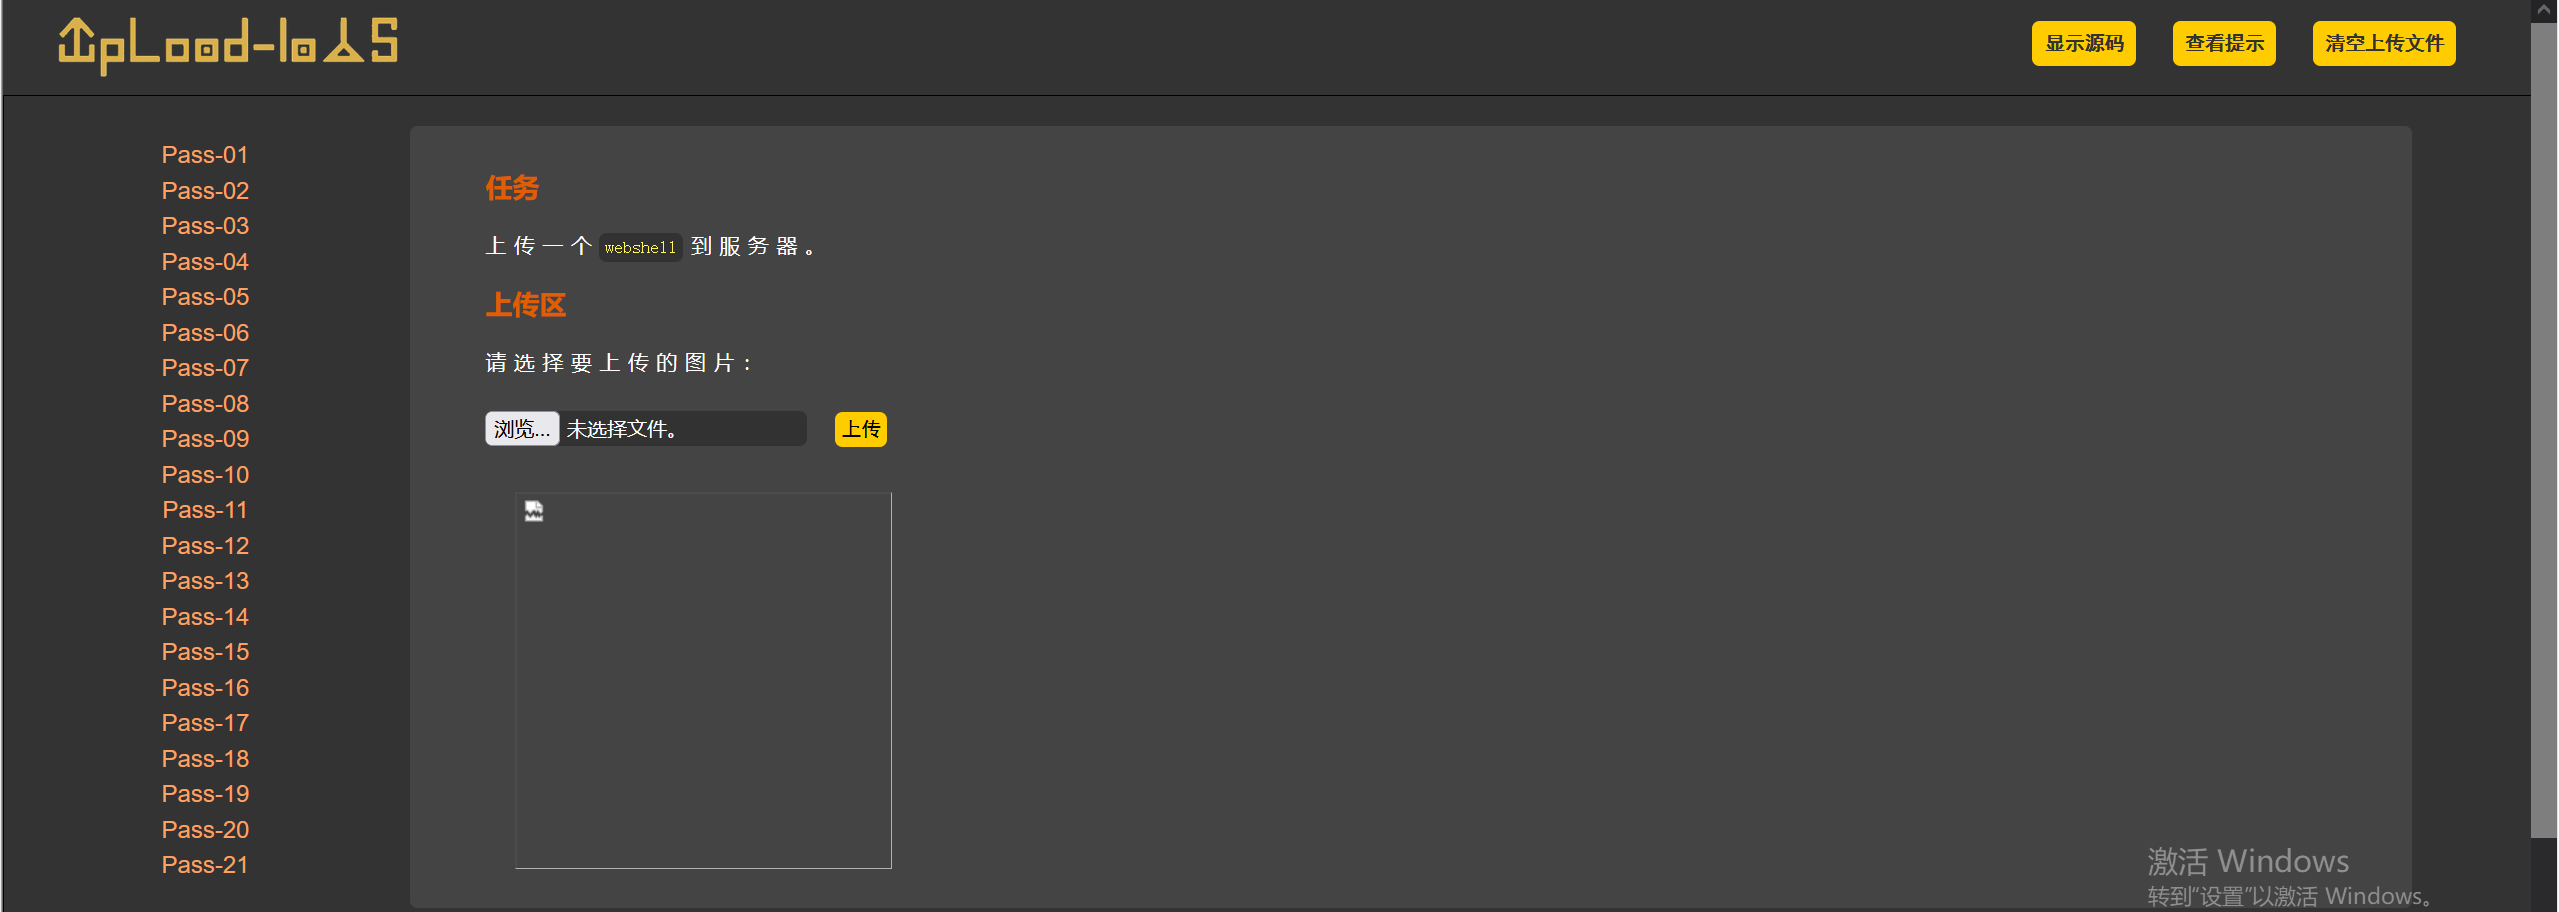 UpLoad-labs
显示源码
查看提示
清空上传文件
Pass-01
Pass-02
Pass-03
Pass-04
Pass-05
Pass-06
Pass-07
Pass-08
Pass-09
Pass-10
Pass-11
Pass-12
Pass-13
Pass-14
Pass-15
Pass-16
Pass-17
Pass-18
Pass-19
Pass-20
Pass-21
任务
上传一个 webshell 到服务器。
上传区
请选择要上传的图片：
浏览... 未选择文件。 上传
激活 Windows
转到“设置”以激活 Windows。